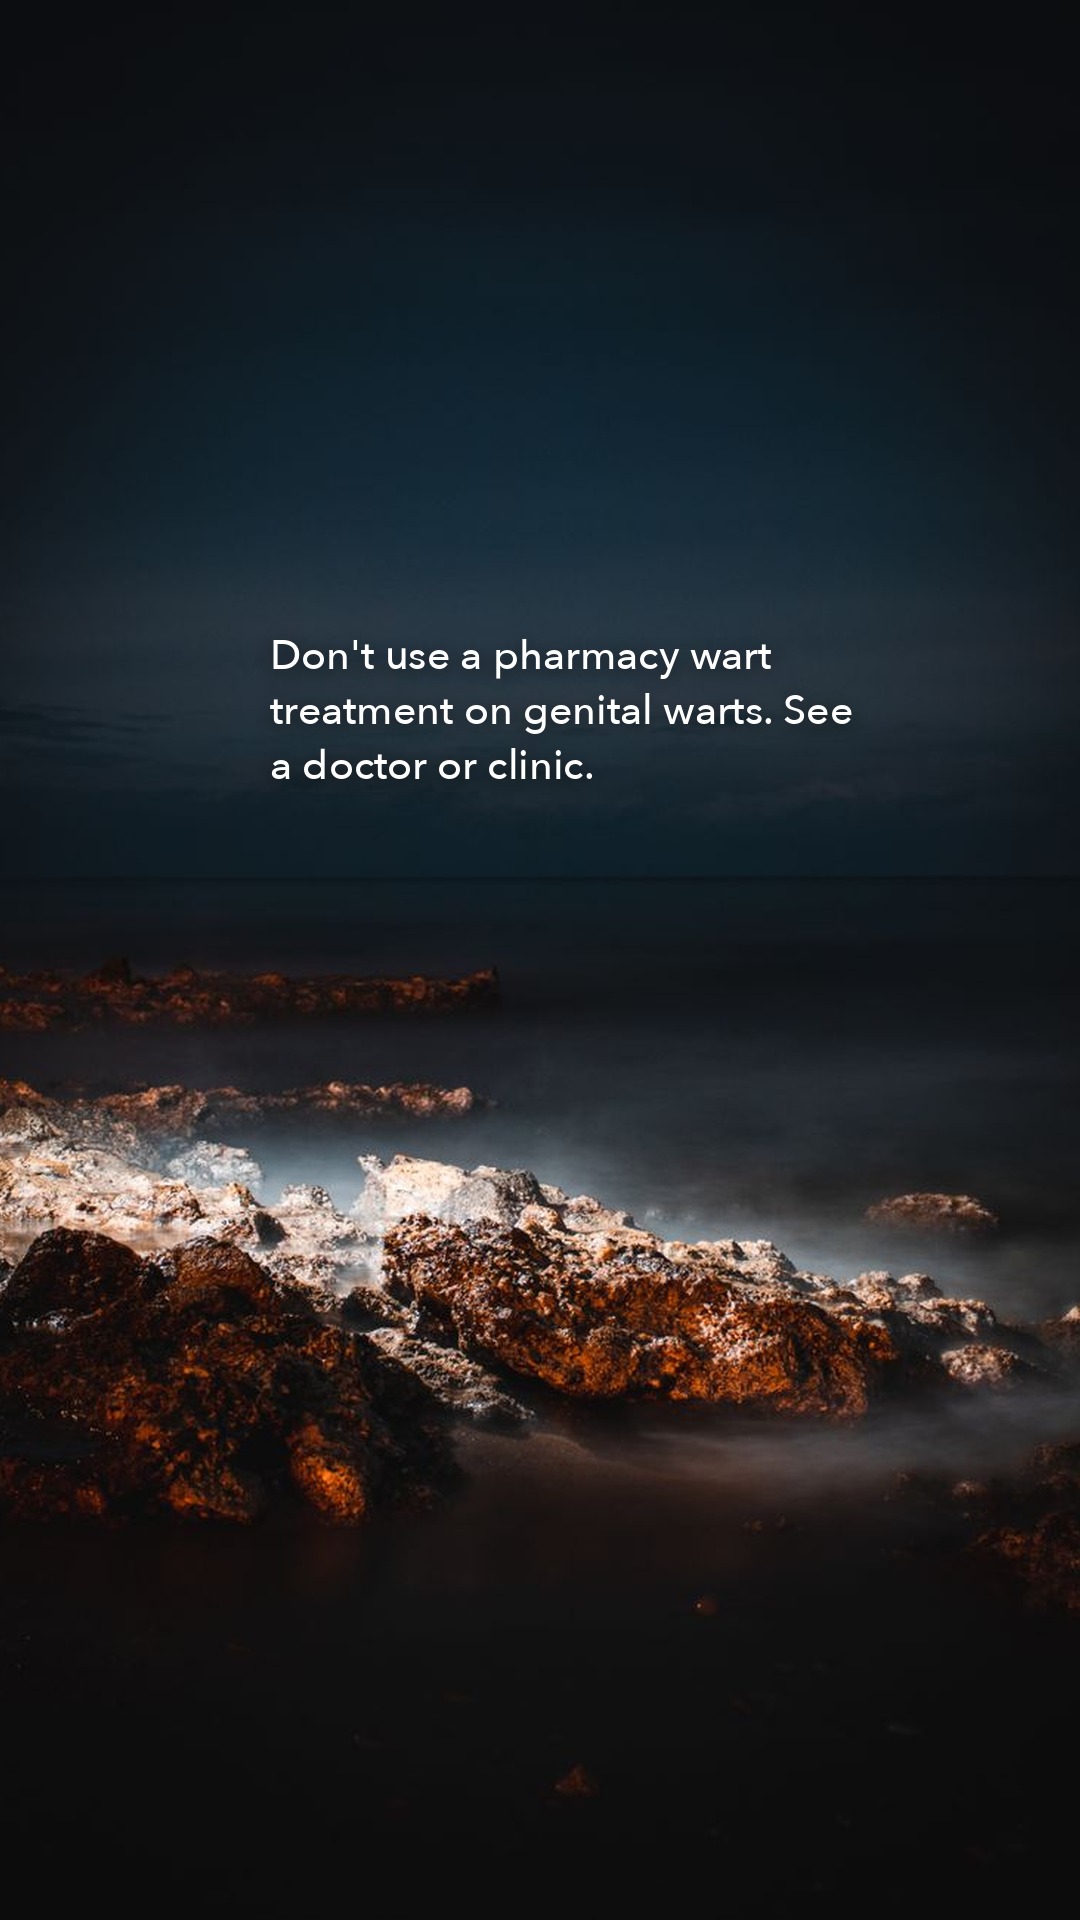 Don't use a pharmacy wart
treatment on genital warts. See
a doctor or clinic.